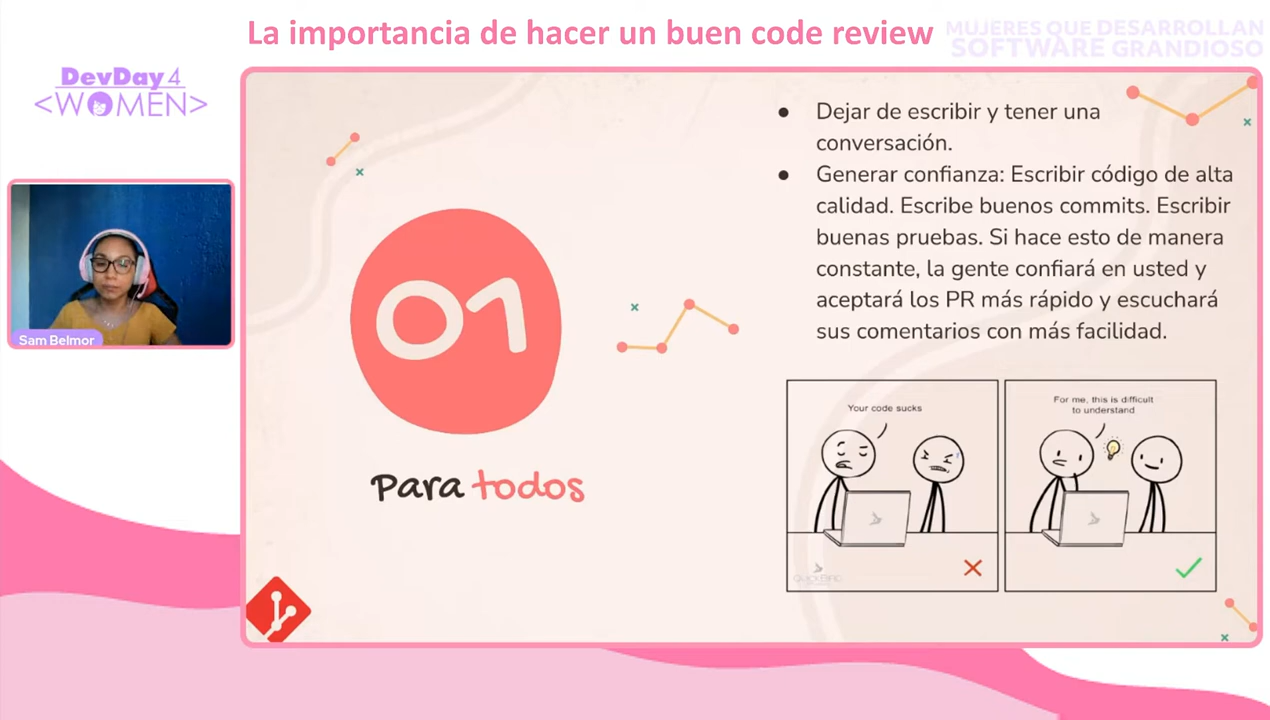 La importancia de hacer un buen code review
MUJERES QUE DESARROLLAN
SOFTWARE GRANDIOSO
DevDay4
<WOMEN>
Sam Belmor
01
Para todos
● Dejar de escribir y tener una
conversación.
● Generar confianza: Escribir código de alta
calidad. Escribe buenos commits. Escribir
buenas pruebas. Si hace esto de manera
constante, la gente confiará en usted y
aceptará los PR más rápido y escuchará
sus comentarios con más facilidad.
Your code sucks
For me, this is difficult
to understand
QUICKBIRD